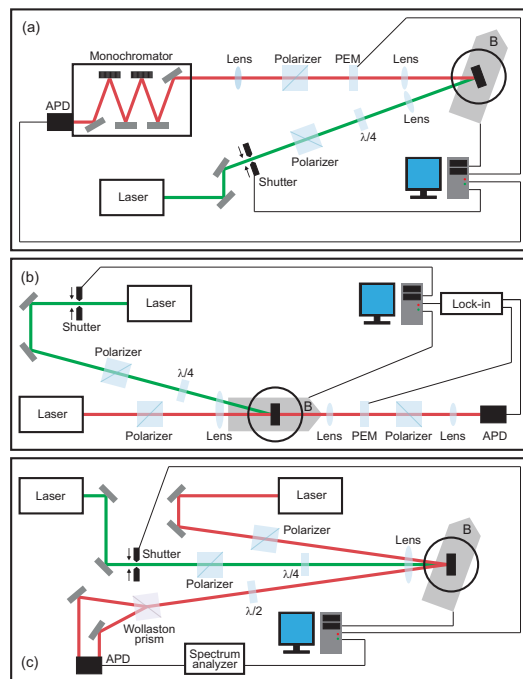 (a)
Monochromator
APD
Lens
Polarizer
PEM
Lens
B
Lens
λ/4
Polarizer
Shutter
Laser
(b)
Laser
Shutter
Lock-in
Polarizer
λ/4
Laser
Polarizer
Lens
B
Lens
PEM
Polarizer
Lens
APD
Laser
Laser
B
Shutter
Polarizer
Lens
Polarizer
λ/4
λ/2
Wollaston
prism
APD
Spectrum
analyzer
(c)